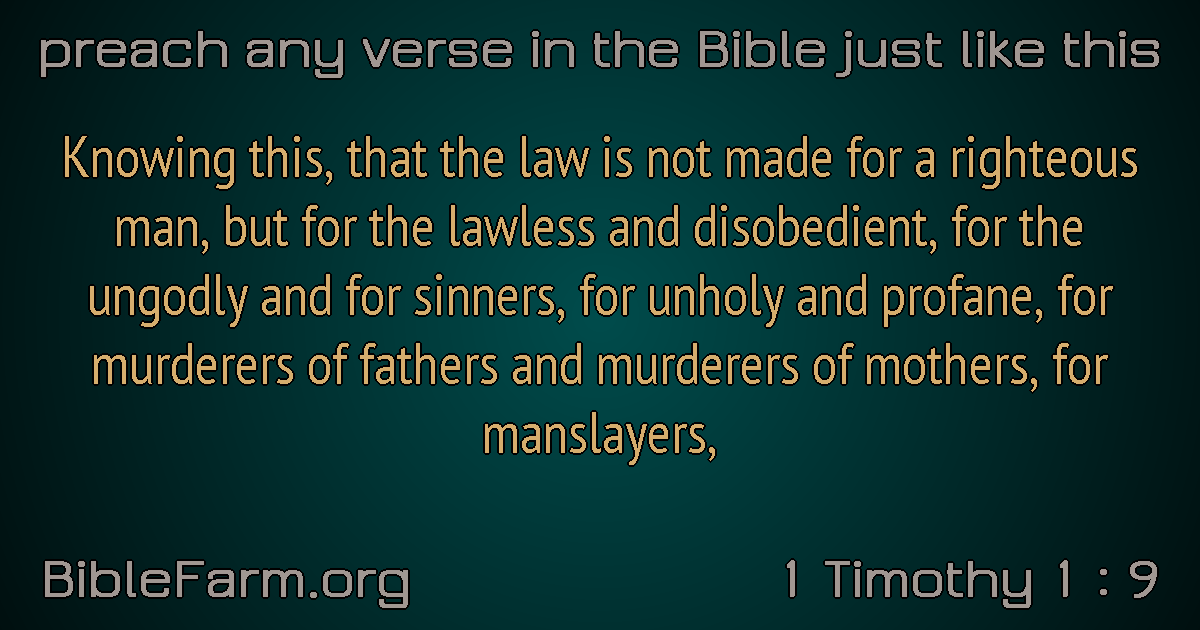 preach any verse in the Bible just like this
Knowing this, that the law is not made for a righteous
man, but for the lawless and disobedient, for the
ungodly and for sinners, for unholy and profane, for
murderers of fathers and murderers of mothers, for
manslayers,
BibleFarm.org
1 Timothy 1 : 9